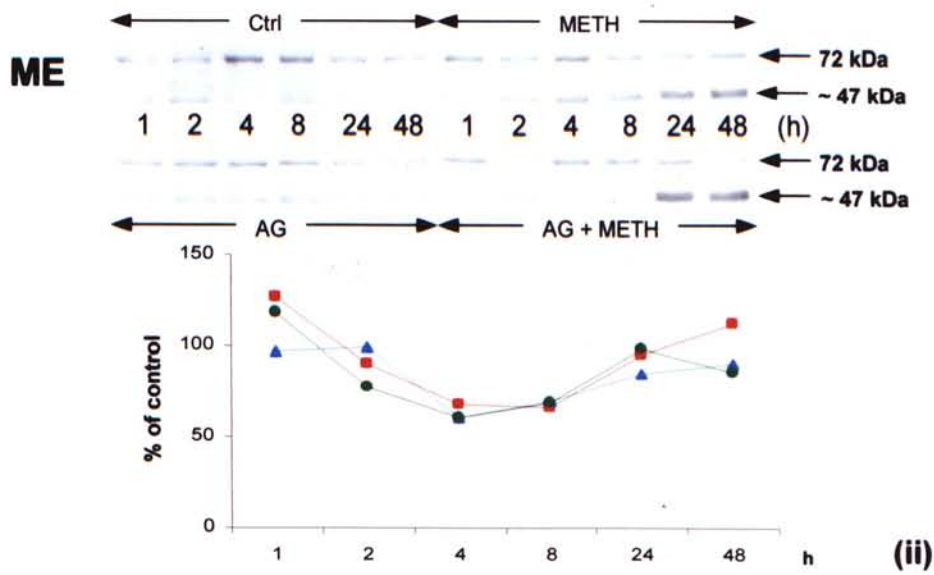 Ctrl METH
ME
72 kDa
~ 47 kDa
1 2 4 8 24 48 1 2 4 8 24 48 (h)
72 kDa
~ 47 kDa
AG AG + METH
150
100
50
0
% of control
1 2 4 8 24 48 h
(ii)